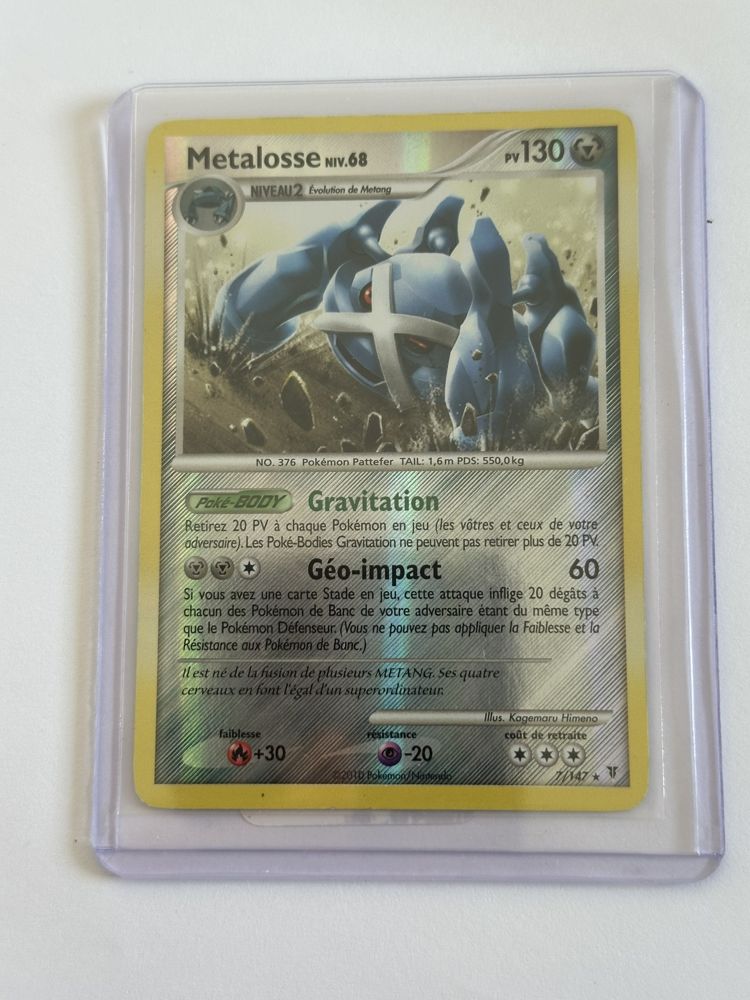 Metalosse NIV.68 PV 130
NIVEAU2 Évolution de Metang
NO. 376 Pokémon Pattefer TAIL: 1,6m PDS: 550,0kg
Poké-BODY Gravitation
Retirez 20 PV à chaque Pokémon en jeu (les vôtres et ceux de votre
adversaire). Les Poké-Bodies Gravitation ne peuvent pas retirer plus de 20 PV.
Géo-impact 60
Si vous avez une carte Stade en jeu, cette attaque inflige 20 dégâts à
chacun des Pokémon de Banc de votre adversaire étant du même type
que le Pokémon Défenseur. (Vous ne pouvez pas appliquer la Faiblesse et la
Résistance aux Pokémon de Banc.)
Il est né de la fusion de plusieurs METANG. Ses quatre
cerveaux en font l'égal d'un superordinateur.
Illus. Kagemaru Himeno
faiblesse résistance coût de retraite
+30 -20
©2010 Pokémon/Nintendo 7/147